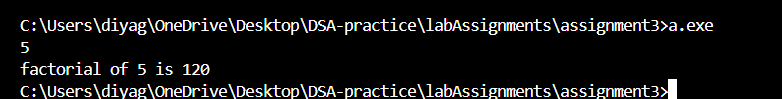 C:\Users\diyag\OneDrive\Desktop\DSA-practice\labAssignments\assignment3>a.exe
5
factorial of 5 is 120
C:\Users\diyag\OneDrive\Desktop\DSA-practice\labAssignments\assignment3>